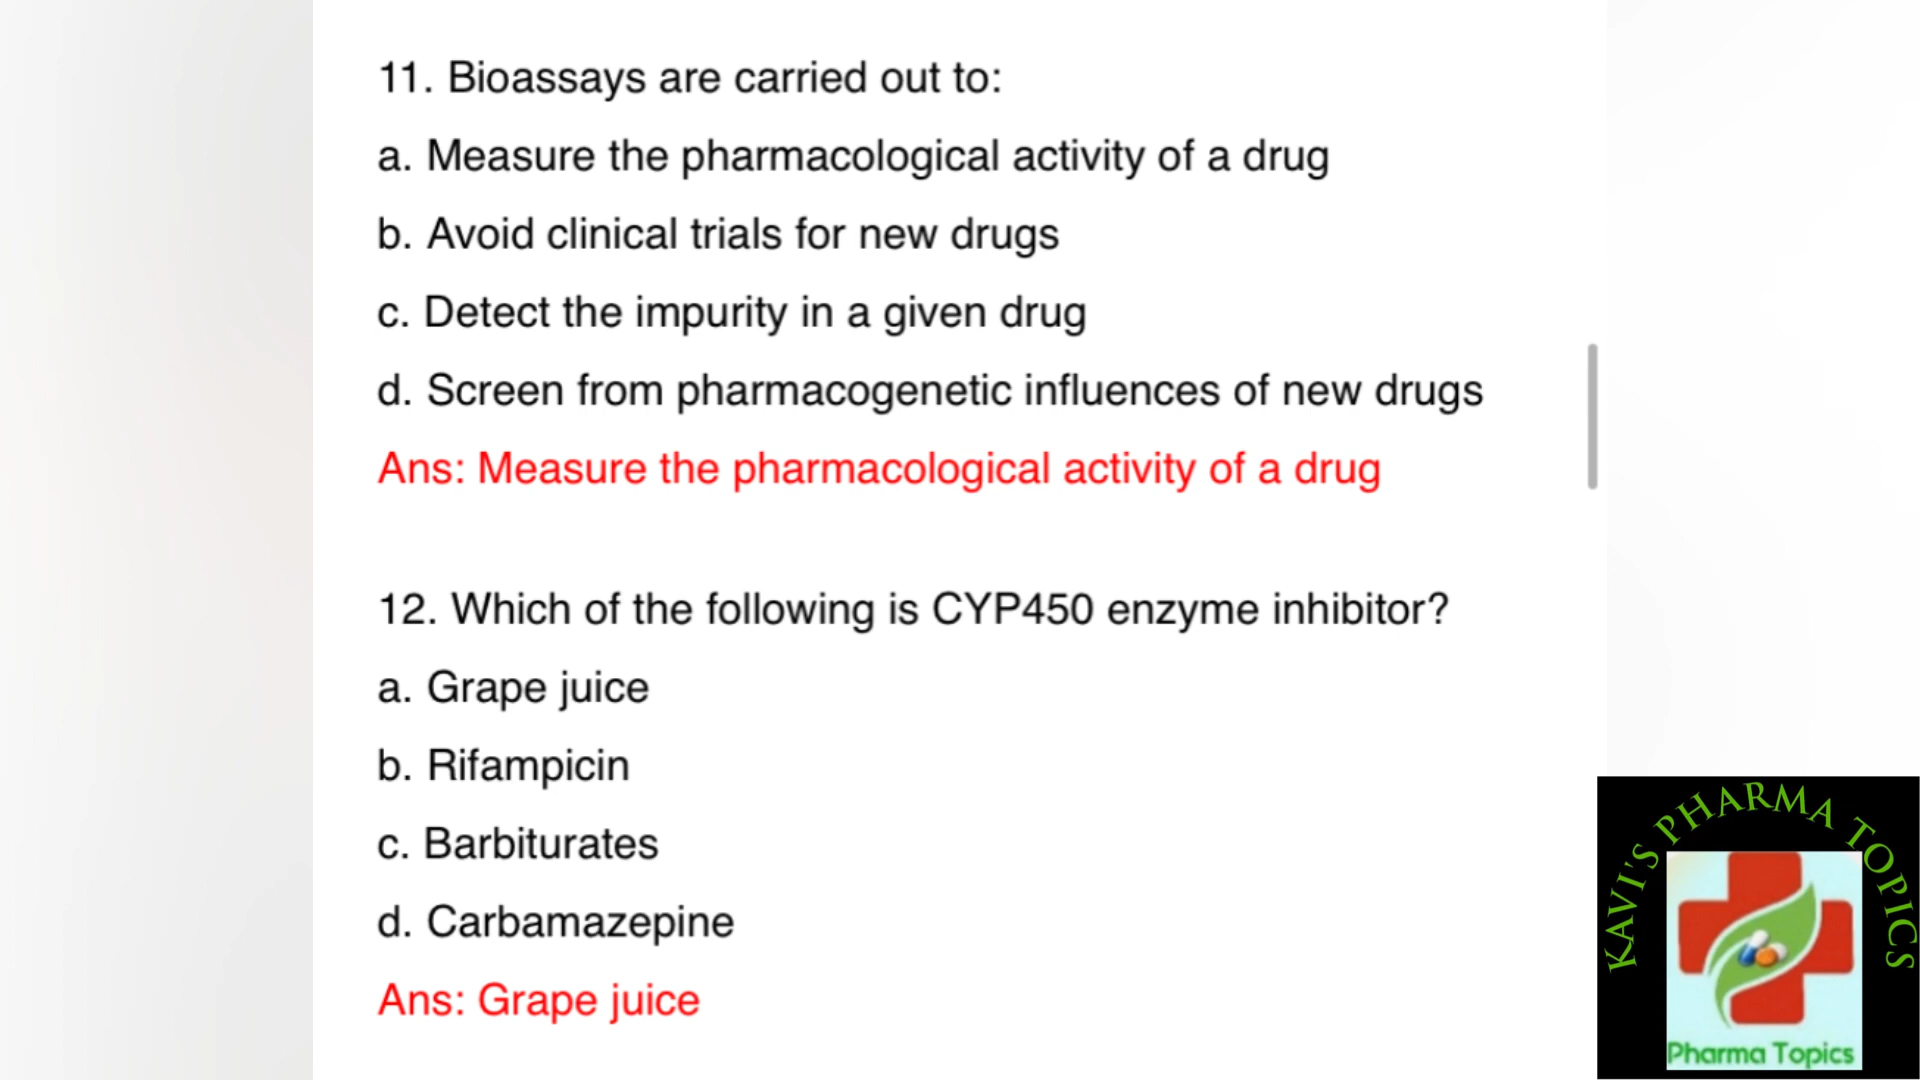 11. Bioassays are carried out to:
a. Measure the pharmacological activity of a drug
b. Avoid clinical trials for new drugs
c. Detect the impurity in a given drug
d. Screen from pharmacogenetic influences of new drugs
Ans: Measure the pharmacological activity of a drug
12. Which of the following is CYP450 enzyme inhibitor?
a. Grape juice
b. Rifampicin
c. Barbiturates
d. Carbamazepine
Ans: Grape juice
KAVI'S PHARMA TOPICS
Pharma Topics